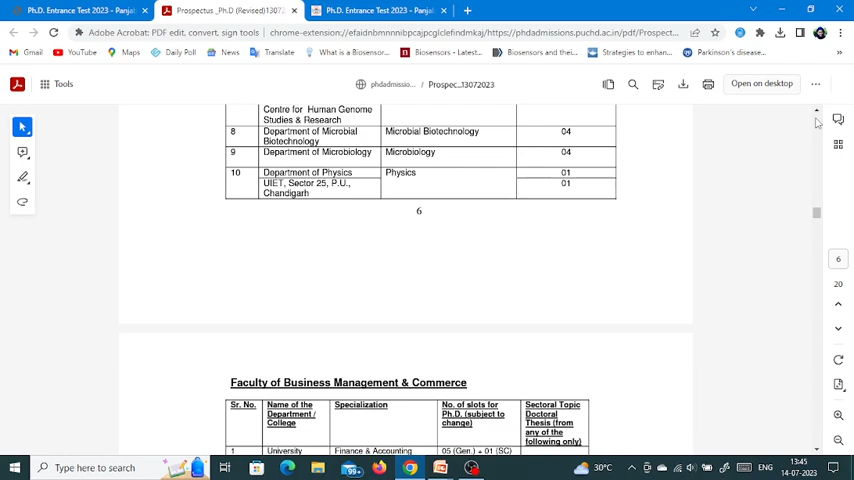 Ph.D. Entrance Test 2023 - Panjab
Prospectus _Ph.D (Revised)13072
Ph.D. Entrance Test 2023 - Panjab
Adobe Acrobat: PDF edit, convert, sign tools
chrome-extension://efaidnbmnnnibpcajpcglclefindmkaj/https://phdadmissions.puchd.ac.in/pdf/Prospect...
Gmail
YouTube
Maps
Daily Poll
News
Translate
What is a Biosensor...
Biosensors - Latest...
Biosensors and thei...
Strategies to enhan...
Parkinson's disease...
Tools
phdadmissio...
Prospec...13072023
Open on desktop
Centre for Human Genome
Studies & Research
8 Department of Microbial Microbial Biotechnology 04
Biotechnology
9 Department of Microbiology Microbiology 04
10 Department of Physics Physics 01
UIET, Sector 25, P.U., 01
Chandigarh
6
6
20
Faculty of Business Management & Commerce
Sr. No. Name of the Specialization No. of slots for Sectoral Topic
Department / Ph.D. (subject to Doctoral
College change) Thesis (from
any of the
following only)
1 University Finance & Accounting 05 (Gen.) + 01 (SC)
Type here to search
99+
30°C
ENG
13:45
14-07-2023